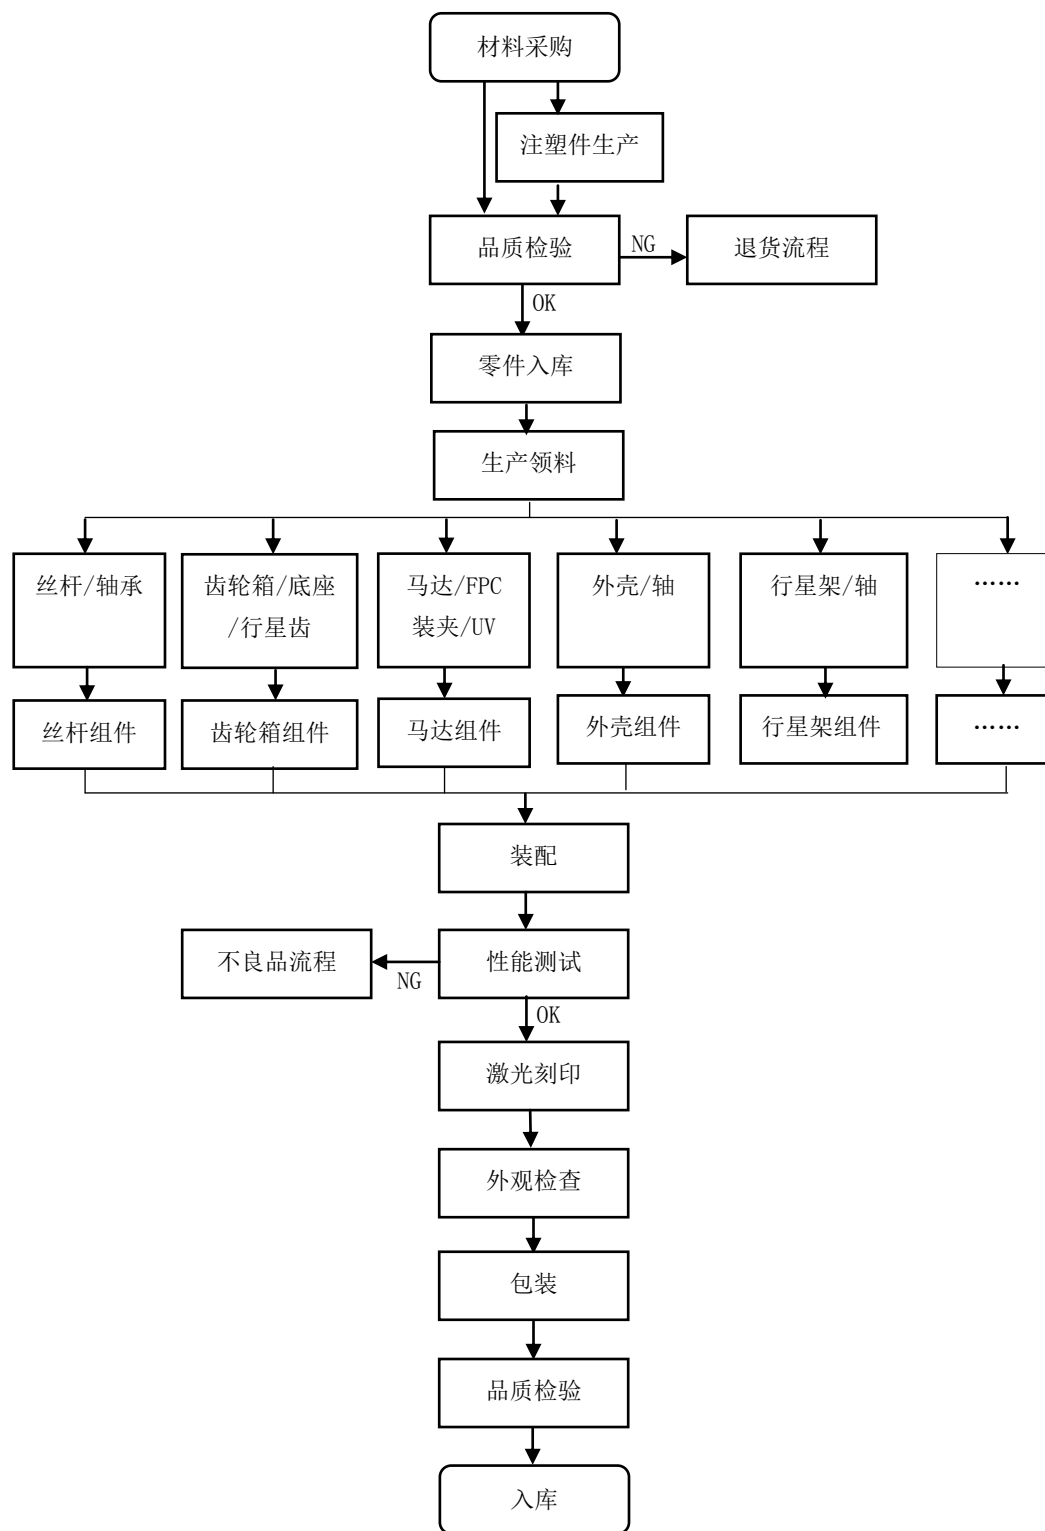 材料采购
注塑件生产
品质检验
NG
退货流程
OK
零件入库
生产领料
丝杆/轴承
齿轮箱/底座
/行星齿
马达/FPC
装夹/UV
外壳/轴
行星架/轴
……
丝杆组件
齿轮箱组件
马达组件
外壳组件
行星架组件
……
装配
不良品流程
NG
性能测试
OK
激光刻印
外观检查
包装
品质检验
入库